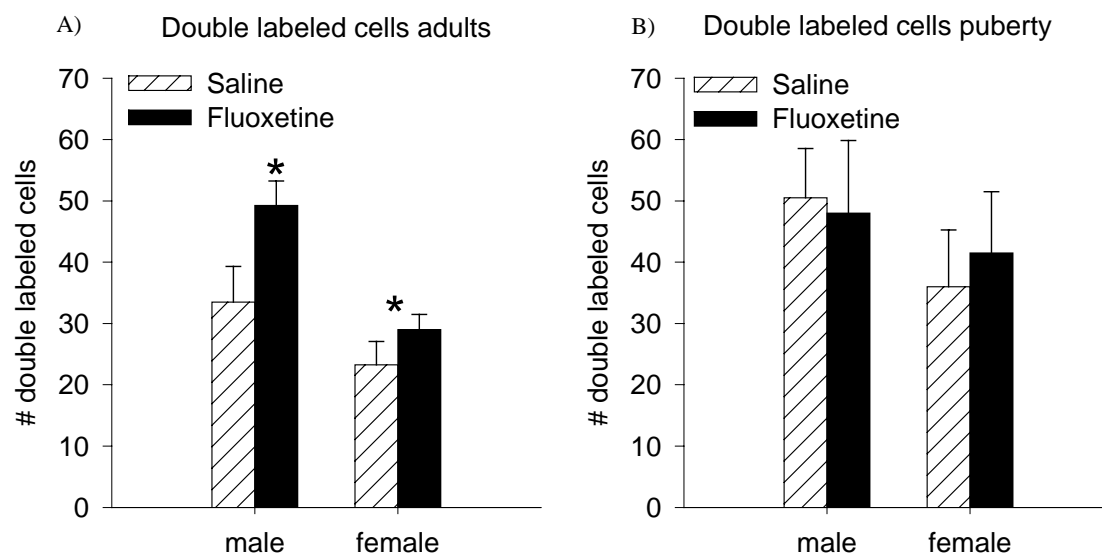 A) Double labeled cells adults
70
60
50
40
30
20
10
0
# double labeled cells
Saline
Fluoxetine
*
*
male female
B) Double labeled cells puberty
70
60
50
40
30
20
10
0
# double labeled cells
Saline
Fluoxetine
male female